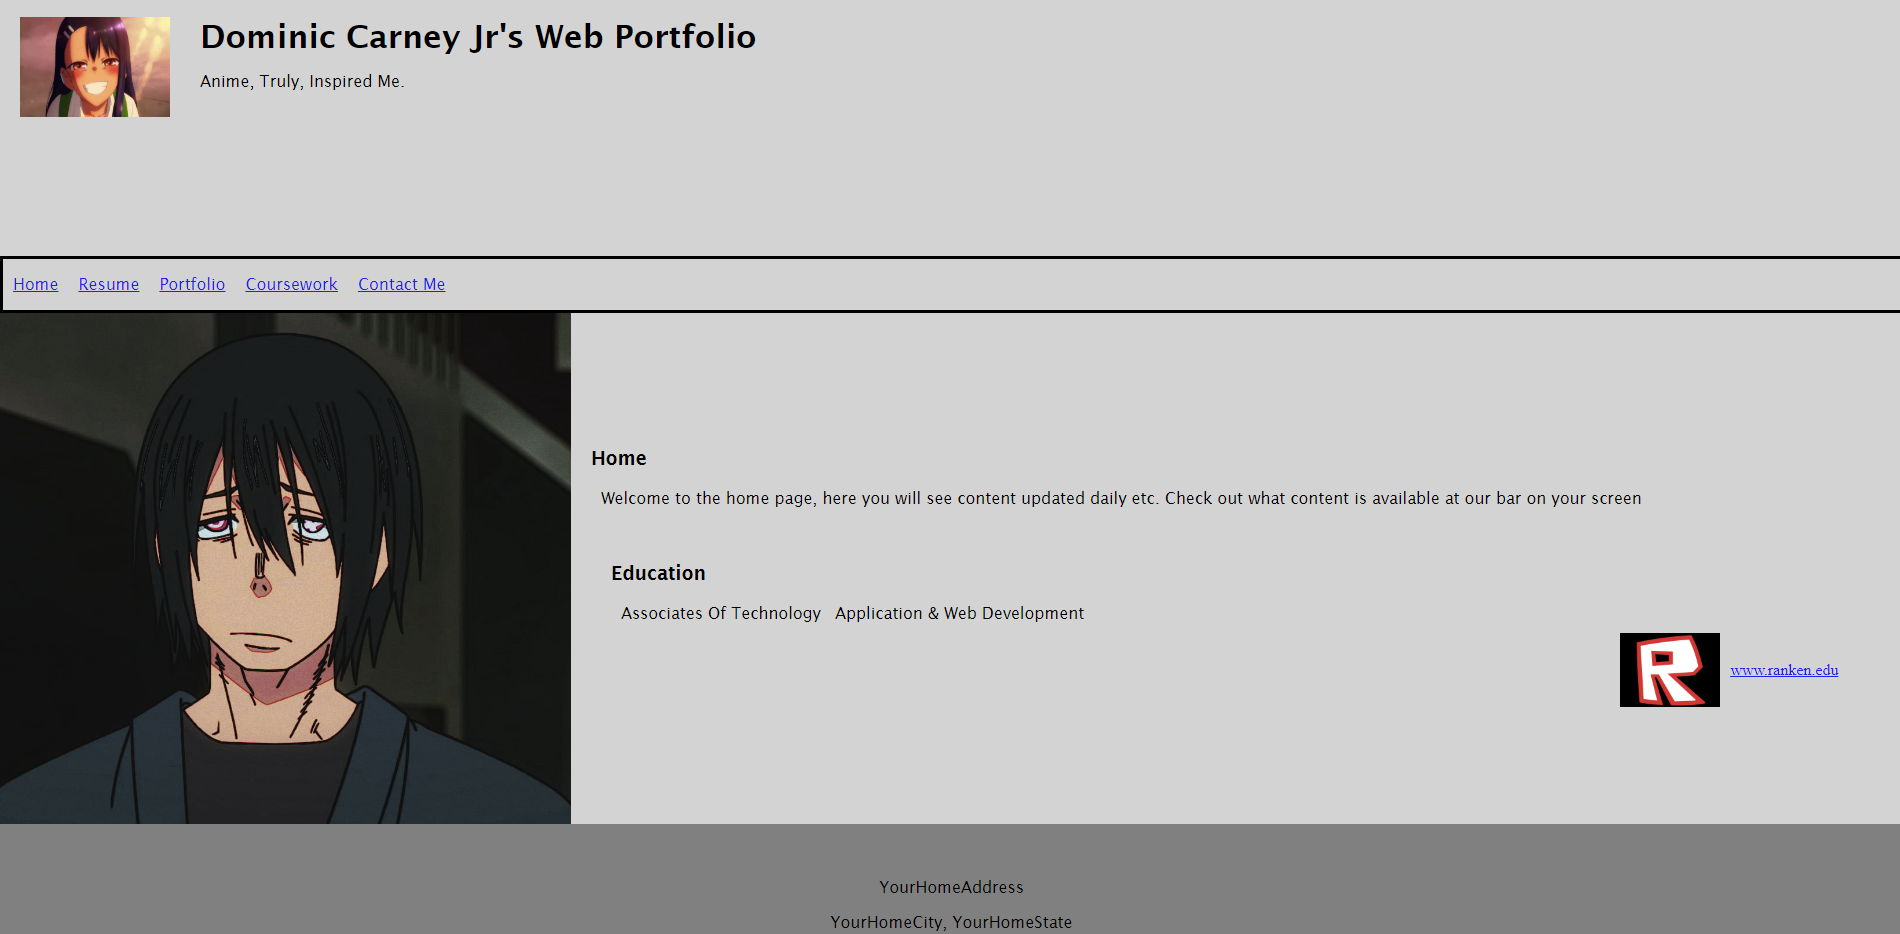 Dominic Carney Jr's Web Portfolio
Anime, Truly, Inspired Me.
Home Resume Portfolio Coursework Contact Me
Home
Welcome to the home page, here you will see content updated daily etc. Check out what content is available at our bar on your screen
Education
Associates Of Technology Application & Web Development
R
www.ranken.edu
YourHomeAddress
YourHomeCity, YourHomeState